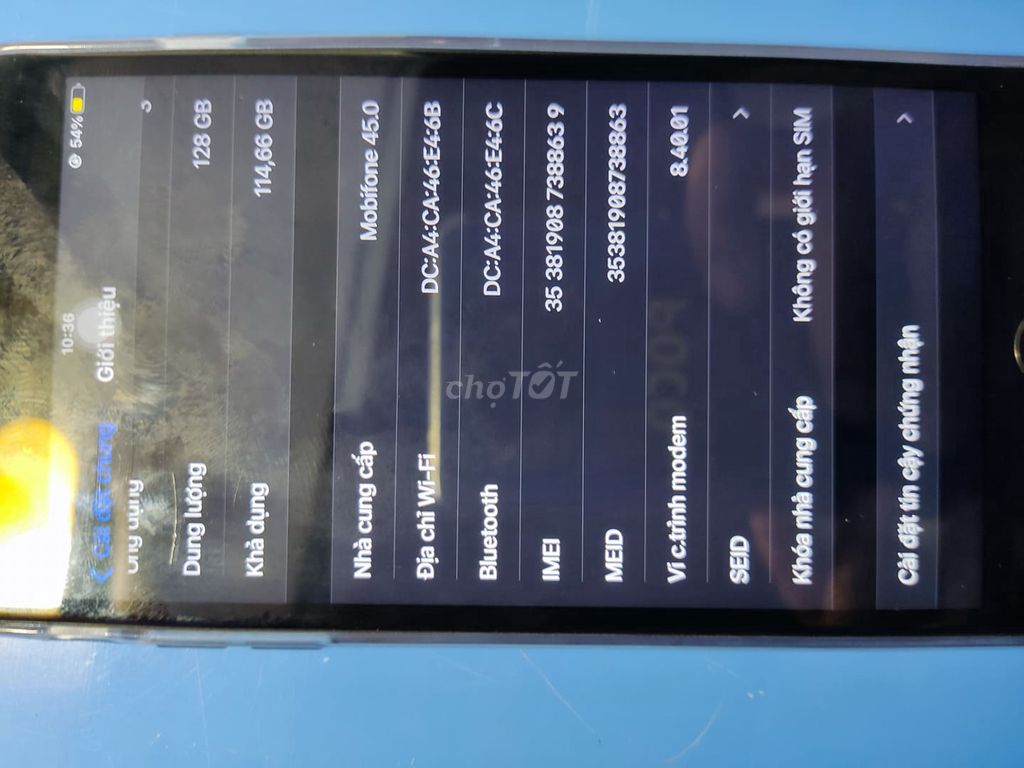 10:36
54%
Cài đặt chung
Giới thiệu
Ứng dụng
Dung lượng 128 GB
Khả dụng 114,66 GB
Nhà cung cấp Mobifone 45.0
Địa chỉ Wi-Fi DC:A4:CA:46:E4:6B
Bluetooth DC:A4:CA:46:E4:6C
IMEI 35 381908 738863 9
MEID 35381908738863
Vi c.trình modem 8.40.01
SEID
Khóa nhà cung cấp Không có giới hạn SIM
Cài đặt tin cậy chứng nhận
chợTỐT